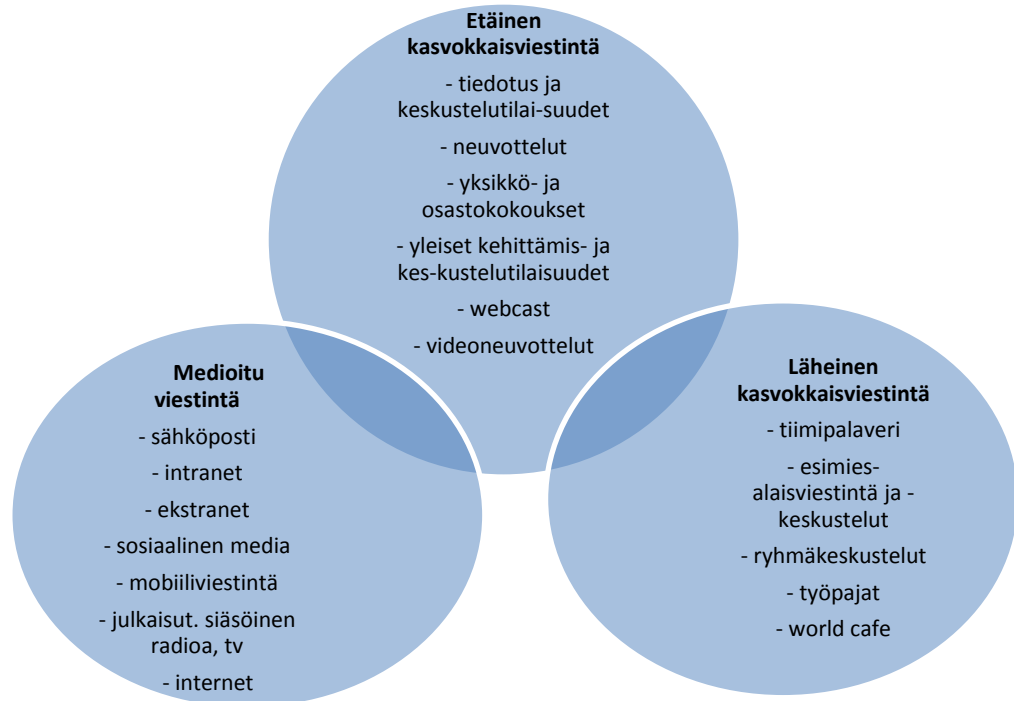 Etäinen
kasvokkaisviestintä
- tiedotus ja
keskustelutilai-suudet
- neuvottelut
- yksikkö- ja
osastokokoukset
- yleiset kehittämis- ja
kes-kustelutilaisuudet
- webcast
- videoneuvottelut
Medioitu
viestintä
- sähköposti
- intranet
- ekstranet
- sosiaalinen media
- mobiiliviestintä
- julkaisut. siäsöinen
radioa, tv
- internet
Läheinen
kasvokkaisviestintä
- tiimipalaveri
- esimies-
alaisviestintä ja -
keskustelut
- ryhmäkeskustelut
- työpajat
- world cafe